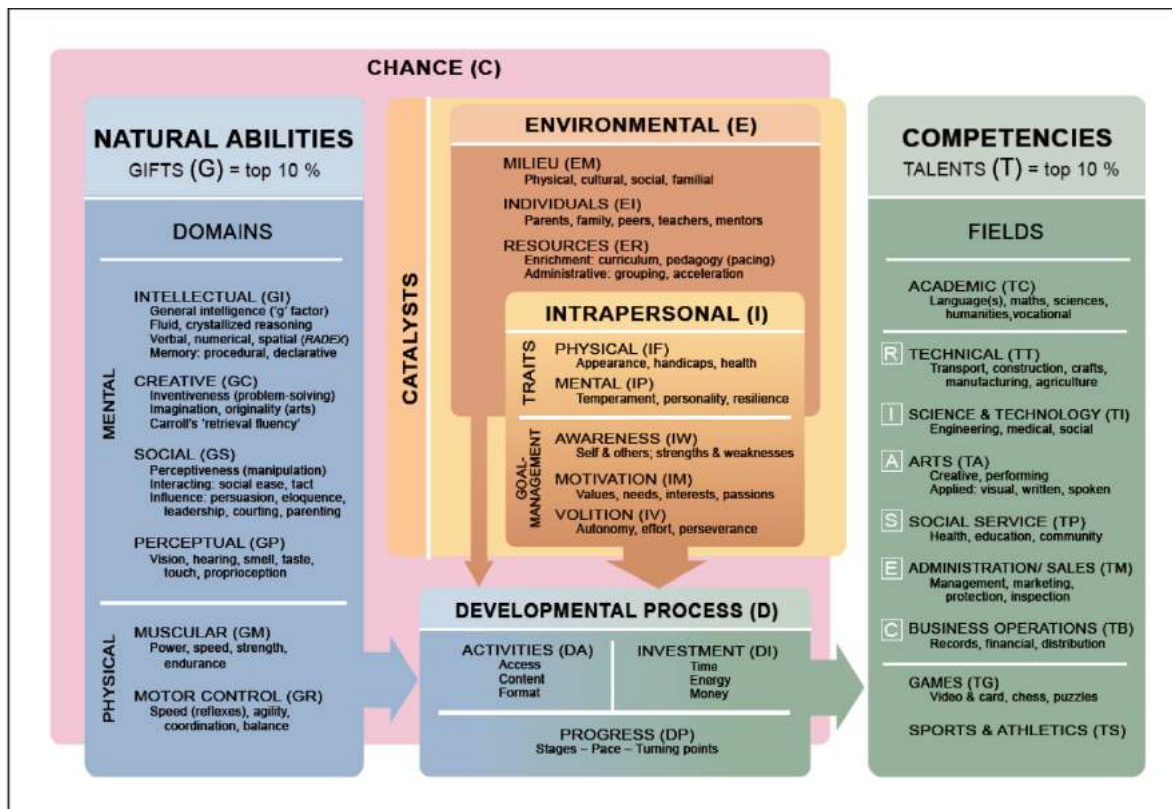 CHANCE (C)
NATURAL ABILITIES
GIFTS (G) = top 10 %
DOMAINS
MENTAL
INTELLECTUAL (GI)
General intelligence ('g' factor)
Fluid, crystallized reasoning
Verbal, numerical, spatial (RADEX)
Memory: procedural, declarative
CREATIVE (GC)
Inventiveness (problem-solving)
Imagination, originality (arts)
Carroll's 'retrieval fluency'
SOCIAL (GS)
Perceptiveness (manipulation)
Interacting: social ease, tact
Influence: persuasion, eloquence,
leadership, courting, parenting
PERCEPTUAL (GP)
Vision, hearing, smell, taste,
touch, proprioception
PHYSICAL
MUSCULAR (GM)
Power, speed, strength,
endurance
MOTOR CONTROL (GR)
Speed (reflexes), agility,
coordination, balance
CATALYSTS
ENVIRONMENTAL (E)
MILIEU (EM)
Physical, cultural, social, familial
INDIVIDUALS (EI)
Parents, family, peers, teachers, mentors
RESOURCES (ER)
Enrichment: curriculum, pedagogy (pacing)
Administrative: grouping, acceleration
INTRAPERSONAL (I)
TRAITS
PHYSICAL (IF)
Appearance, handicaps, health
MENTAL (IP)
Temperament, personality, resilience
GOAL-
MANAGEMENT
AWARENESS (IW)
Self & others; strengths & weaknesses
MOTIVATION (IM)
Values, needs, interests, passions
VOLITION (IV)
Autonomy, effort, perseverance
DEVELOPMENTAL PROCESS (D)
ACTIVITIES (DA)
Access
Content
Format
INVESTMENT (DI)
Time
Energy
Money
PROGRESS (DP)
Stages – Pace – Turning points
COMPETENCIES
TALENTS (T) = top 10 %
FIELDS
ACADEMIC (TC)
Language(s), maths, sciences,
humanities,vocational
R TECHNICAL (TT)
Transport, construction, crafts,
manufacturing, agriculture
I SCIENCE & TECHNOLOGY (TI)
Engineering, medical, social
A ARTS (TA)
Creative, performing
Applied: visual, written, spoken
S SOCIAL SERVICE (TP)
Health, education, community
E ADMINISTRATION/ SALES (TM)
Management, marketing,
protection, inspection
C BUSINESS OPERATIONS (TB)
Records, financial, distribution
GAMES (TG)
Video & card, chess, puzzles
SPORTS & ATHLETICS (TS)